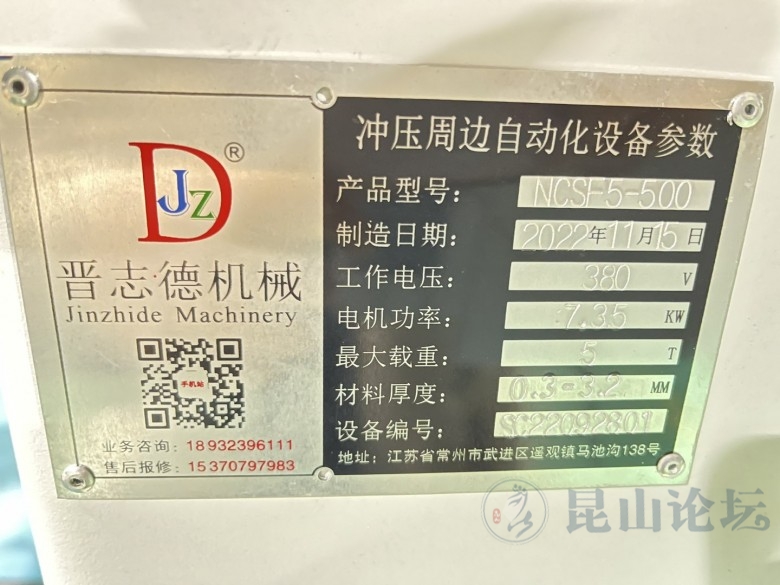 DJZ®
晋志德机械
Jinzhide Machinery
手机站
业务咨询: 18932396111
售后报修: 15370797983
冲压周边自动化设备参数
产品型号: NCSF5-500
制造日期: 2022年11月15日
工作电压: 380 V
电机功率: 7.35 KW
最大载重: 5 T
材料厚度: 0.3-3.2 MM
设备编号: SC22092801
地址: 江苏省常州市武进区遥观镇马池沟138号
昆山论坛